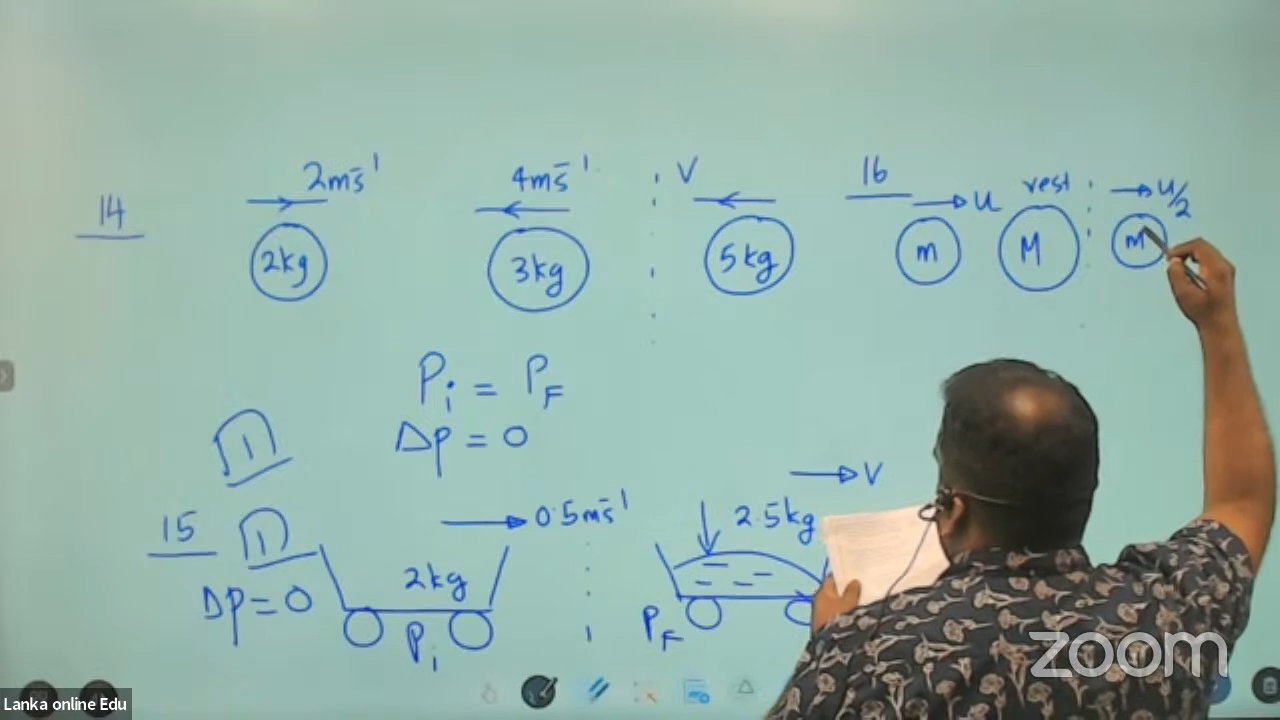 14
2ms⁻¹
4ms⁻¹
V
2kg
3kg
5kg
16
u
rest
u/2
m
M
m
Pi = PF
Δp = 0
1
15
1
Δp = 0
0.5ms⁻¹
2kg
Pi
V
2.5kg
PF
zoom
Lanka online Edu